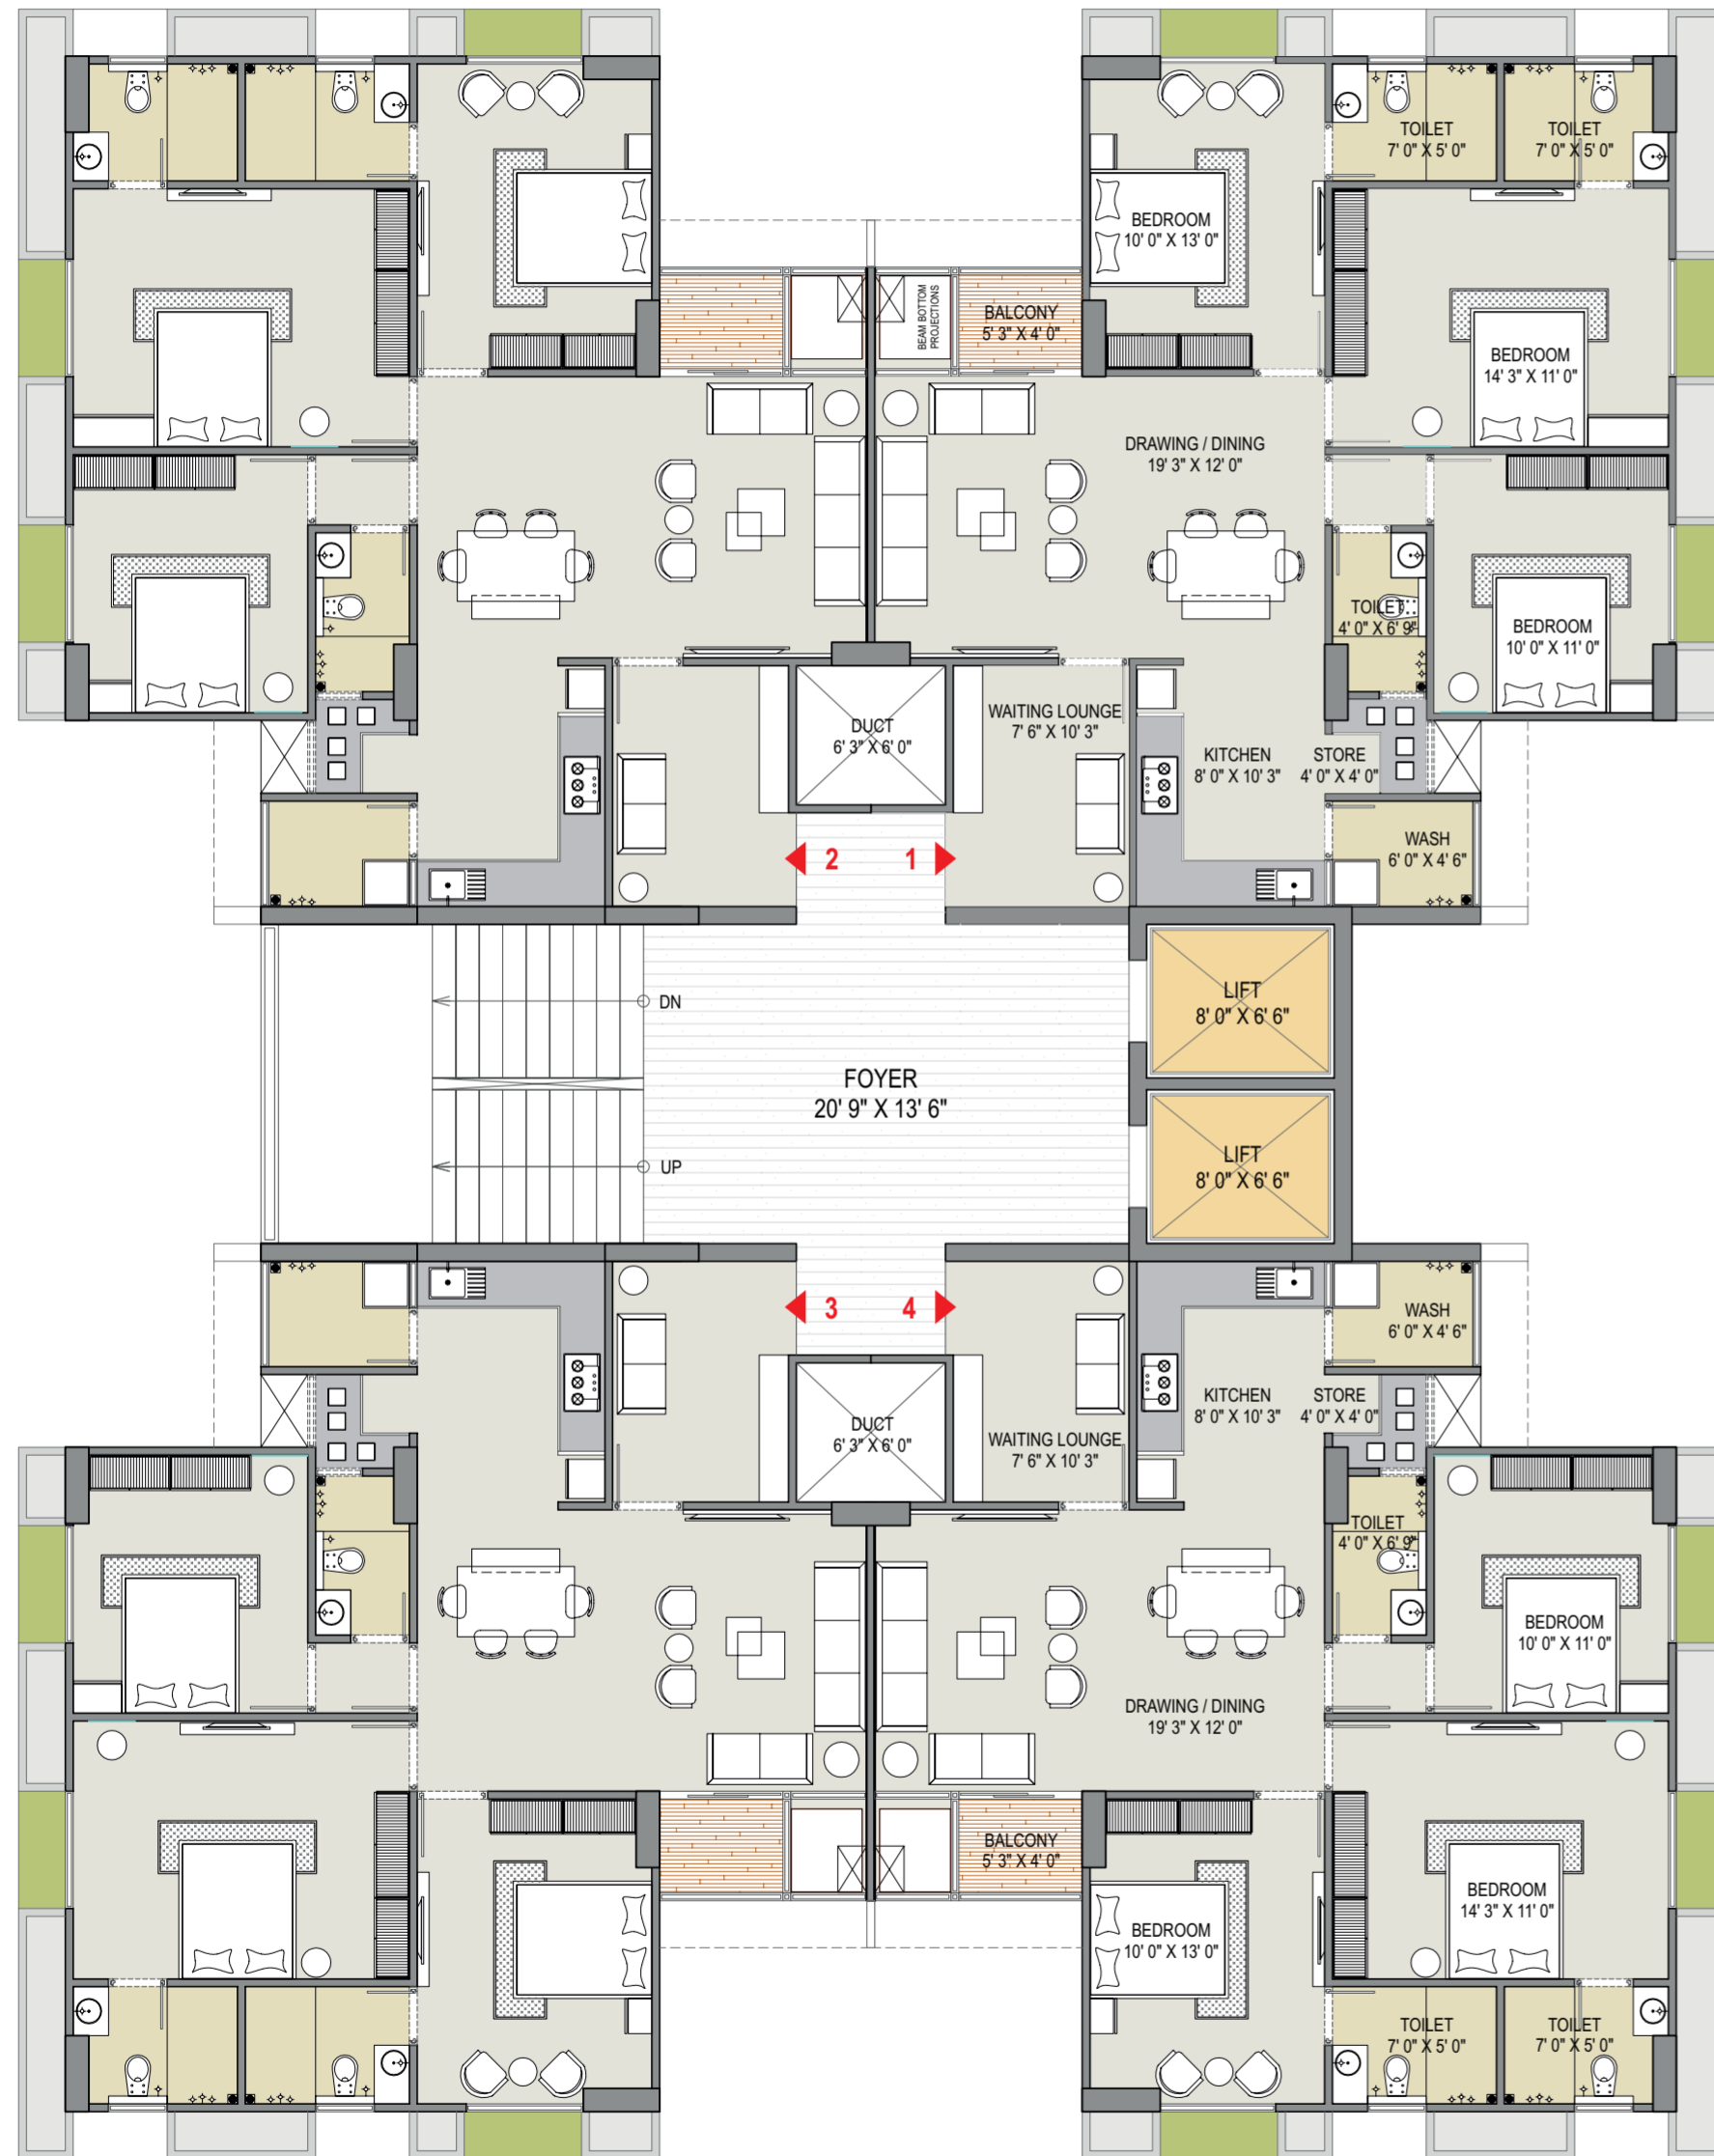 TOILET
7' 0" X 5' 0"
TOILET
7' 0" X 5' 0"
BEDROOM
10' 0" X 13' 0"
BEAM BOTTOM
PROJECTIONS
BALCONY
5' 3" X 4' 0"
BEDROOM
14' 3" X 11' 0"
DRAWING / DINING
19' 3" X 12' 0"
TOILET
4' 0" X 6' 9"
BEDROOM
10' 0" X 11' 0"
DUCT
6' 3" X 6' 0"
WAITING LOUNGE
7' 6" X 10' 3"
KITCHEN
8' 0" X 10' 3"
STORE
4' 0" X 4' 0"
WASH
6' 0" X 4' 6"
2
1
DN
LIFT
8' 0" X 6' 6"
FOYER
20' 9" X 13' 6"
UP
LIFT
8' 0" X 6' 6"
3
4
WASH
6' 0" X 4' 6"
KITCHEN
8' 0" X 10' 3"
STORE
4' 0" X 4' 0"
DUCT
6' 3" X 6' 0"
WAITING LOUNGE
7' 6" X 10' 3"
TOILET
4' 0" X 6' 9"
BEDROOM
10' 0" X 11' 0"
DRAWING / DINING
19' 3" X 12' 0"
BALCONY
5' 3" X 4' 0"
BEDROOM
14' 3" X 11' 0"
BEDROOM
10' 0" X 13' 0"
TOILET
7' 0" X 5' 0"
TOILET
7' 0" X 5' 0"